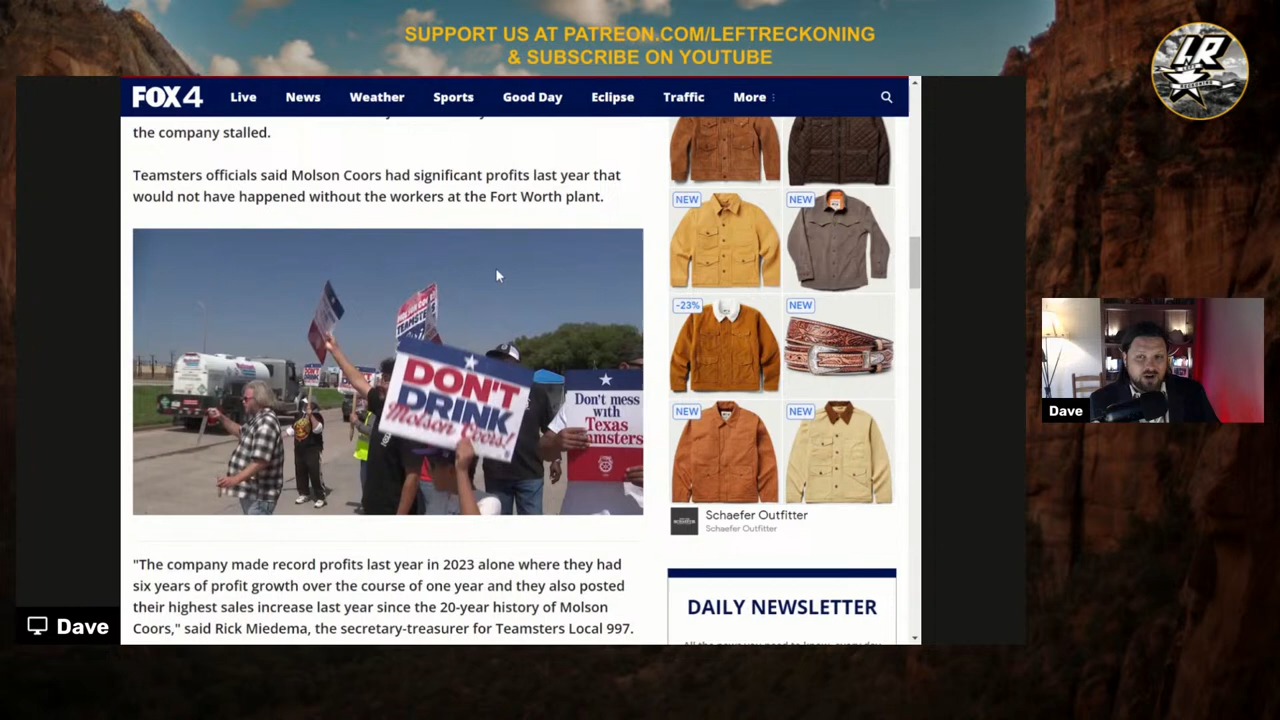 SUPPORT US AT PATREON.COM/LEFTRECKONING
& SUBSCRIBE ON YOUTUBE
LR
FOX 4
Live
News
Weather
Sports
Good Day
Eclipse
Traffic
More
the company stalled.
Teamsters officials said Molson Coors had significant profits last year that
would not have happened without the workers at the Fort Worth plant.
DON'T
DRINK
Molson Coors!
Don't mess
with
Texas
Teamsters
"The company made record profits last year in 2023 alone where they had
six years of profit growth over the course of one year and they also posted
their highest sales increase last year since the 20-year history of Molson
Coors," said Rick Miedema, the secretary-treasurer for Teamsters Local 997.
NEW
NEW
-23%
NEW
NEW
NEW
Schaefer Outfitter
Schaefer Outfitter
DAILY NEWSLETTER
Dave
Dave